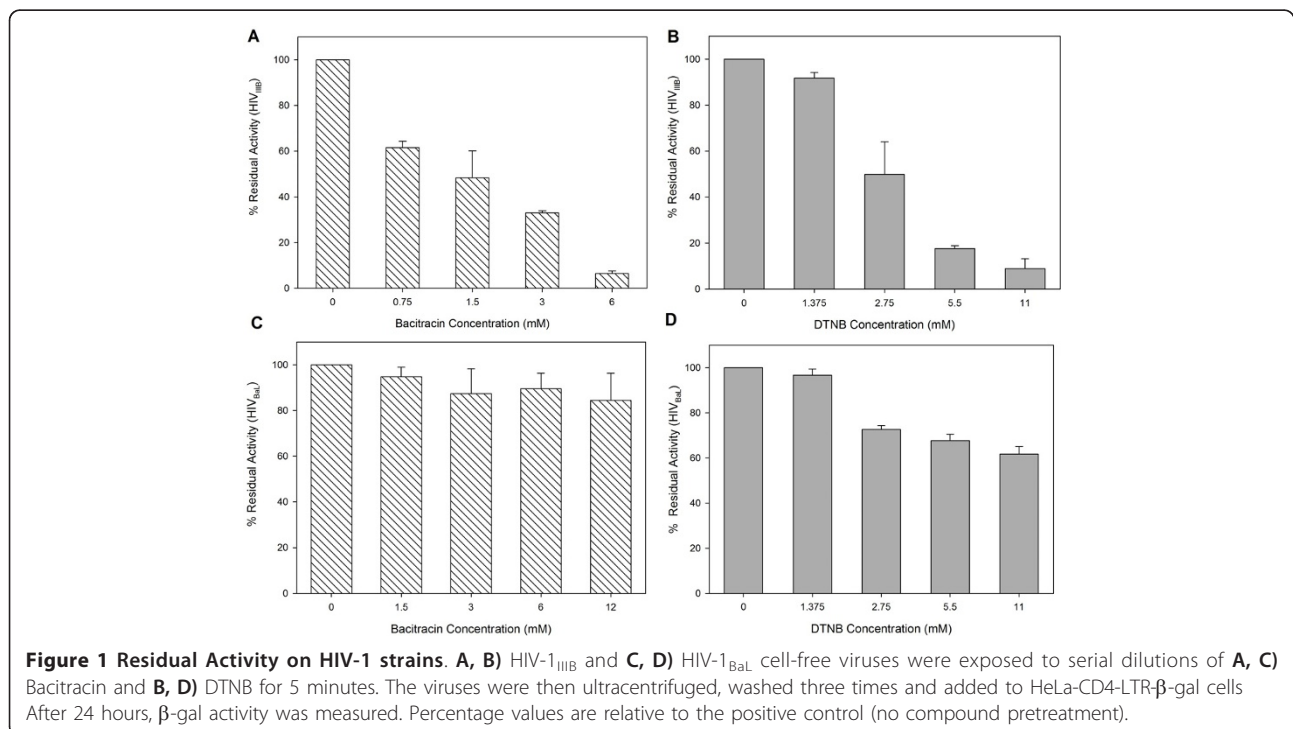 A
% Residual Activity (HIV_IIIB)
100
80
60
40
20
0
0 0.75 1.5 3 6
Bacitracin Concentration (mM)
B
% Residual Activity (HIV_IIIB)
100
80
60
40
20
0
0 1.375 2.75 5.5 11
DTNB Concentration (mM)
C
% Residual Activity (HIV_BaL)
100
80
60
40
20
0
0 1.5 3 6 12
Bacitracin Concentration (mM)
D
% Residual Activity (HIV_BaL)
100
80
60
40
20
0
0 1.375 2.75 5.5 11
DTNB Concentration (mM)
Figure 1 Residual Activity on HIV-1 strains. A, B) HIV-1_IIIB and C, D) HIV-1_BaL cell-free viruses were exposed to serial dilutions of A, C)
Bacitracin and B, D) DTNB for 5 minutes. The viruses were then ultracentrifuged, washed three times and added to HeLa-CD4-LTR-β-gal cells
After 24 hours, β-gal activity was measured. Percentage values are relative to the positive control (no compound pretreatment).